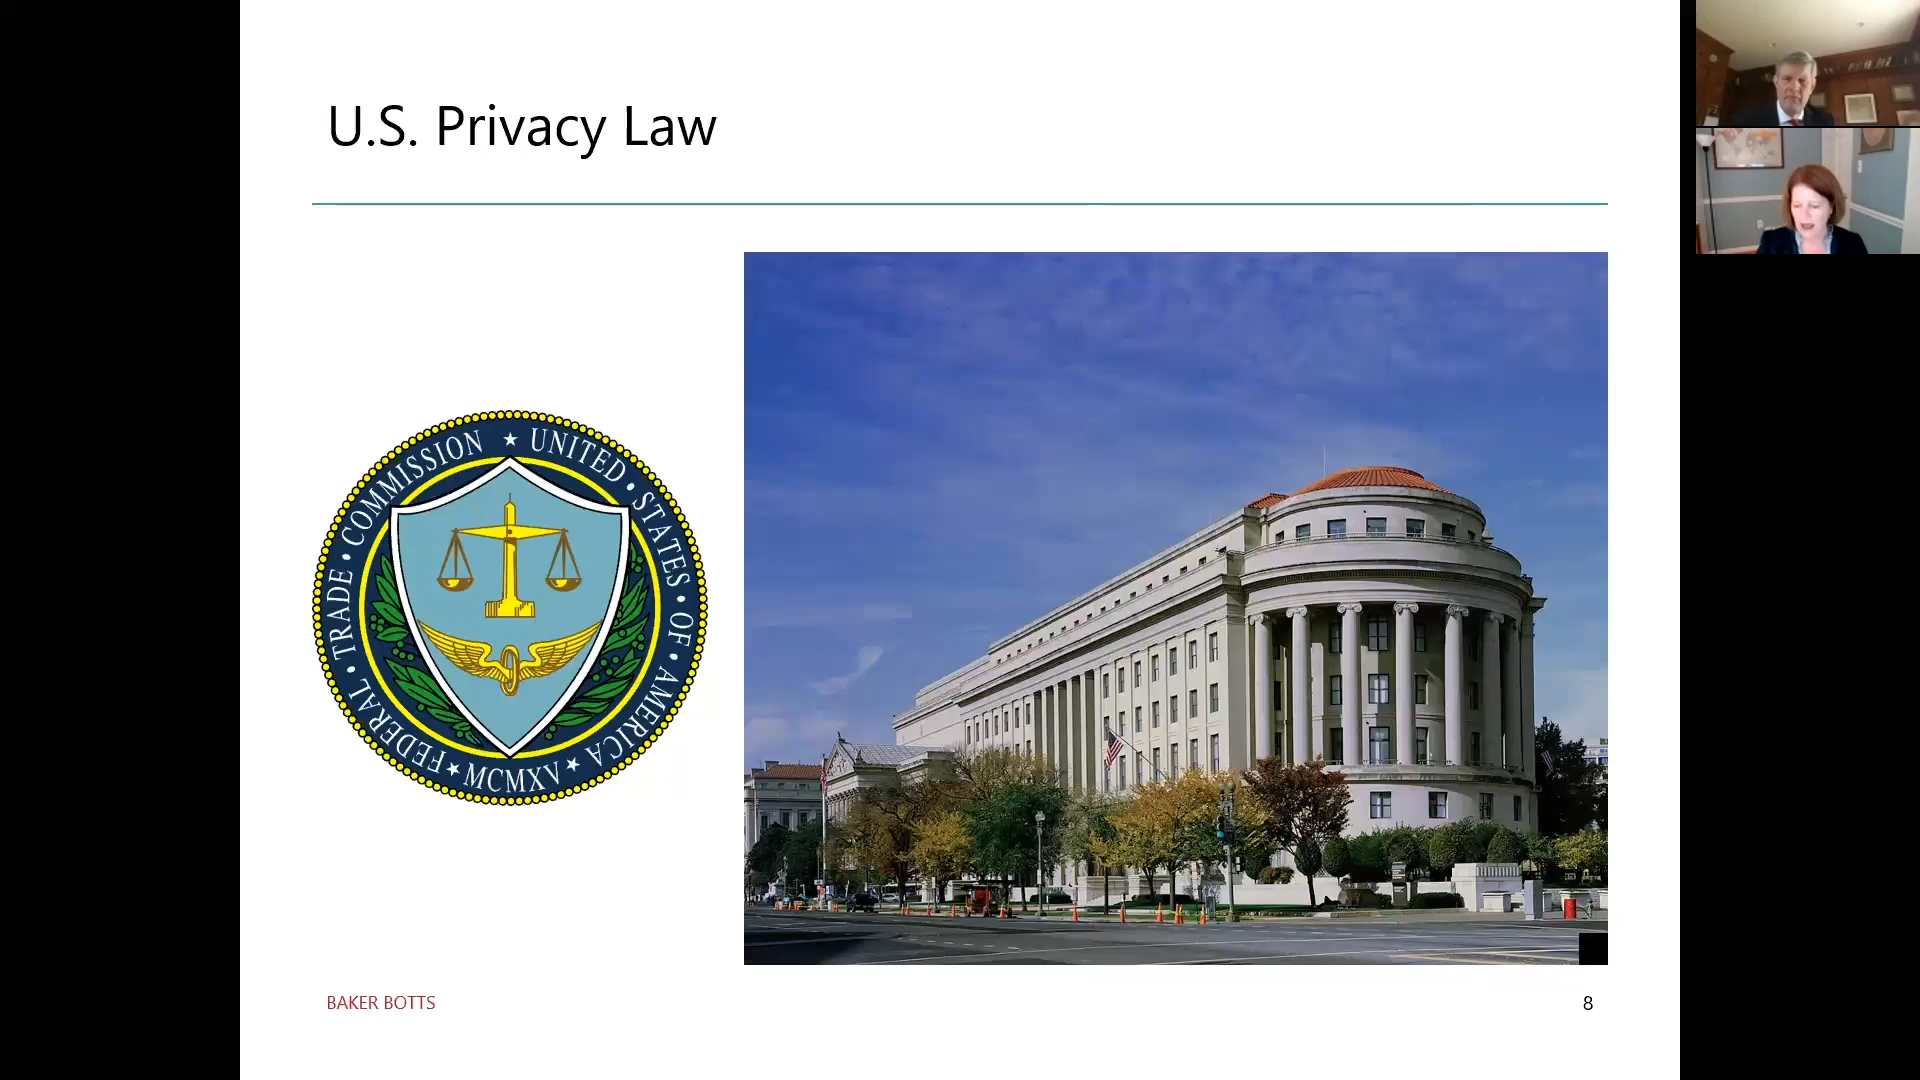 U.S. Privacy Law
FEDERAL • TRADE • COMMISSION ★ UNITED • STATES • OF • AMERICA
★ MCMXV ★
BAKER BOTTS
8